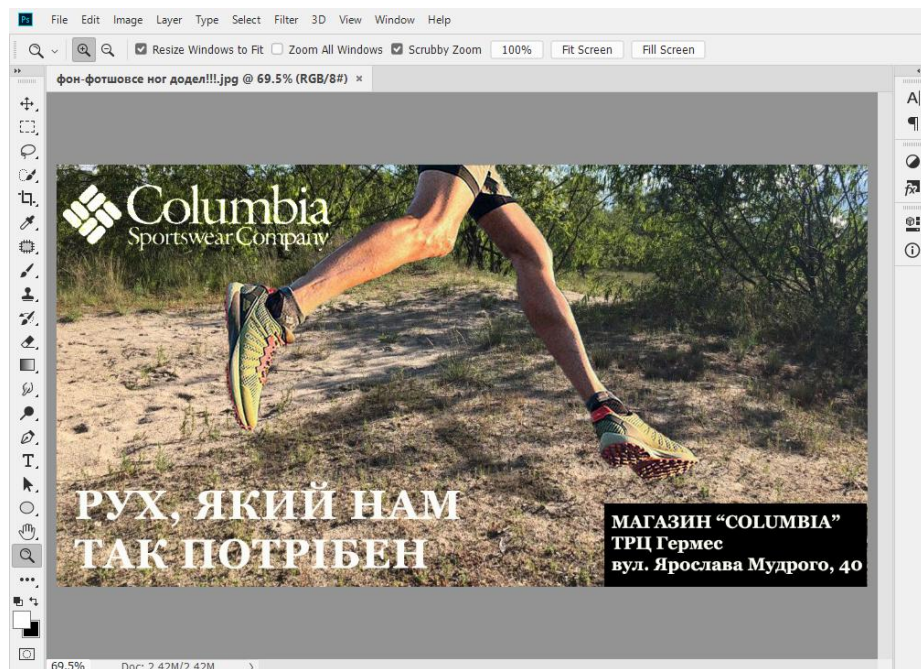 File Edit Image Layer Type Select Filter 3D View Window Help
Resize Windows to Fit Zoom All Windows Scrubby Zoom 100% Fit Screen Fill Screen
фон-фотшовсе ног додел!!!.jpg @ 69.5% (RGB/8#) ×
Columbia
Sportswear Company
РУХ, ЯКИЙ НАМ
ТАК ПОТРІБЕН
МАГАЗИН “COLUMBIA”
ТРЦ Гермес
вул. Ярослава Мудрого, 40
69.5% Doc: 2,42M/2,42M